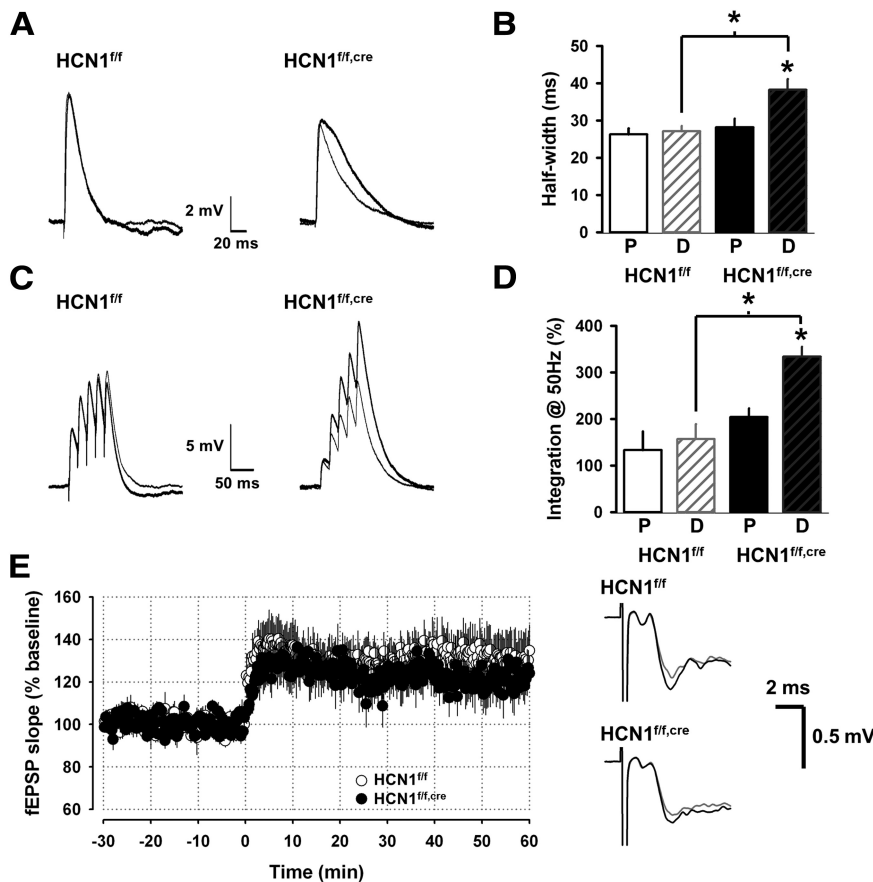 A
HCN1f/f
HCN1f/f,cre
2 mV
20 ms
B
*
*
Half-width (ms)
50
40
30
20
10
0
P D P D
HCN1f/f HCN1f/f,cre
C
HCN1f/f
HCN1f/f,cre
5 mV
50 ms
D
*
*
Integration @ 50Hz (%)
400
300
200
100
0
P D P D
HCN1f/f HCN1f/f,cre
E
fEPSP slope (% baseline)
160
140
120
100
80
60
HCN1f/f
HCN1f/f,cre
-30 -20 -10 0 10 20 30 40 50 60
Time (min)
HCN1f/f
2 ms
0.5 mV
HCN1f/f,cre